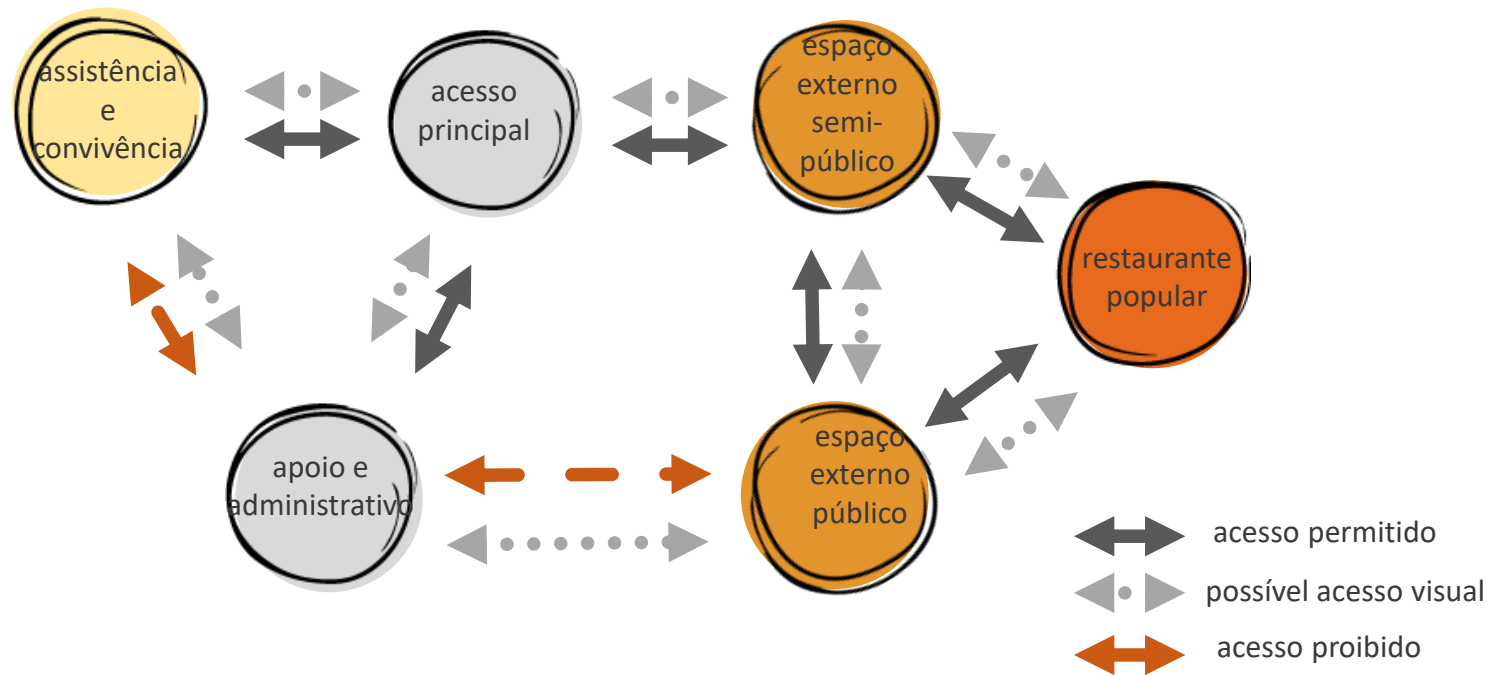 assistência
e
convivência
acesso
principal
espaço
externo
semi-
público
restaurante
popular
apoio e
administrativo
espaço
externo
público
acesso permitido
possível acesso visual
acesso proibido